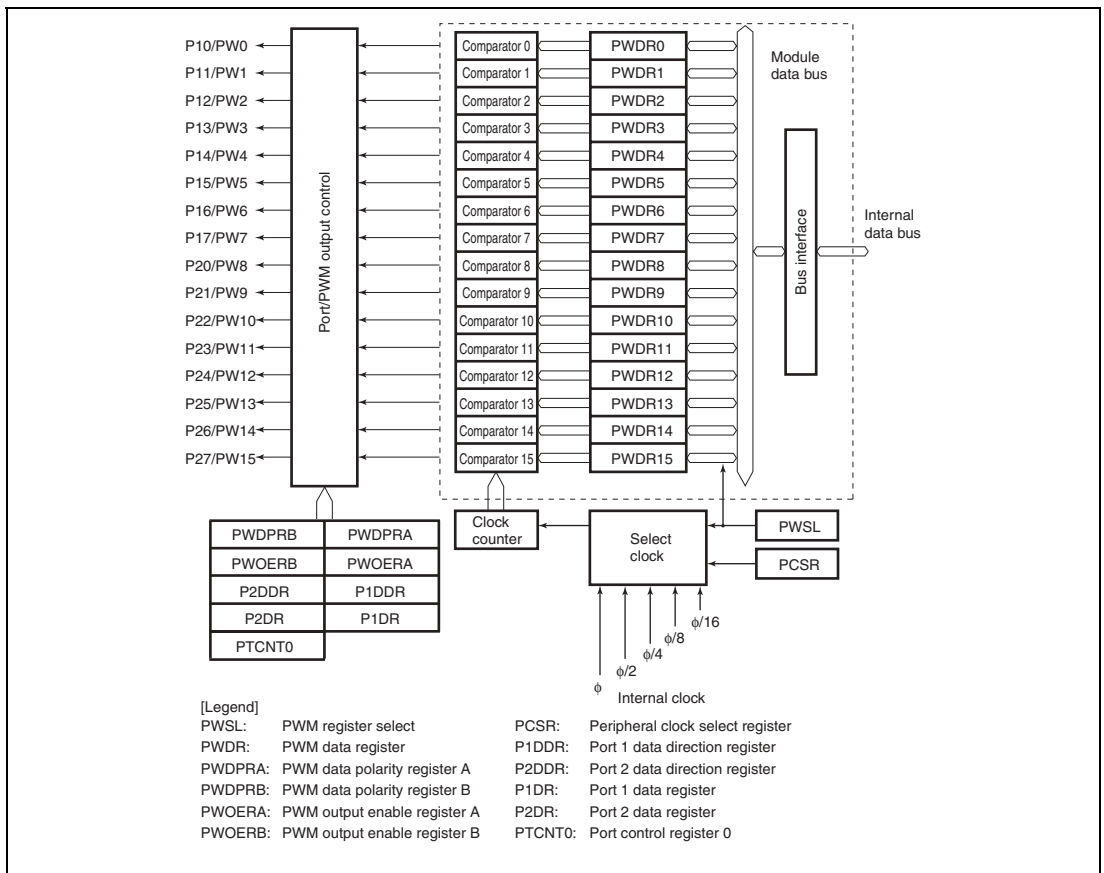 P10/PW0 Comparator 0 PWDR0
P11/PW1 Comparator 1 PWDR1
P12/PW2 Comparator 2 PWDR2
P13/PW3 Comparator 3 PWDR3
P14/PW4 Comparator 4 PWDR4
P15/PW5 Comparator 5 PWDR5
P16/PW6 Comparator 6 PWDR6
P17/PW7 Comparator 7 PWDR7
P20/PW8 Comparator 8 PWDR8
P21/PW9 Comparator 9 PWDR9
P22/PW10 Comparator 10 PWDR10
P23/PW11 Comparator 11 PWDR11
P24/PW12 Comparator 12 PWDR12
P25/PW13 Comparator 13 PWDR13
P26/PW14 Comparator 14 PWDR14
P27/PW15 Comparator 15 PWDR15
Port/PWM output control
Module
data bus
Bus interface
Internal
data bus
Clock
counter
Select
clock
PWSL
PCSR
PWDPRB PWDPRA
PWOERB PWOERA
P2DDR P1DDR
P2DR P1DR
PTCNT0
ϕ/16
ϕ/8
ϕ/4
ϕ/2
ϕ
Internal clock
[Legend]
PWSL: PWM register select PCSR: Peripheral clock select register
PWDR: PWM data register P1DDR: Port 1 data direction register
PWDPRA: PWM data polarity register A P2DDR: Port 2 data direction register
PWDPRB: PWM data polarity register B P1DR: Port 1 data register
PWOERA: PWM output enable register A P2DR: Port 2 data register
PWOERB: PWM output enable register B PTCNT0: Port control register 0